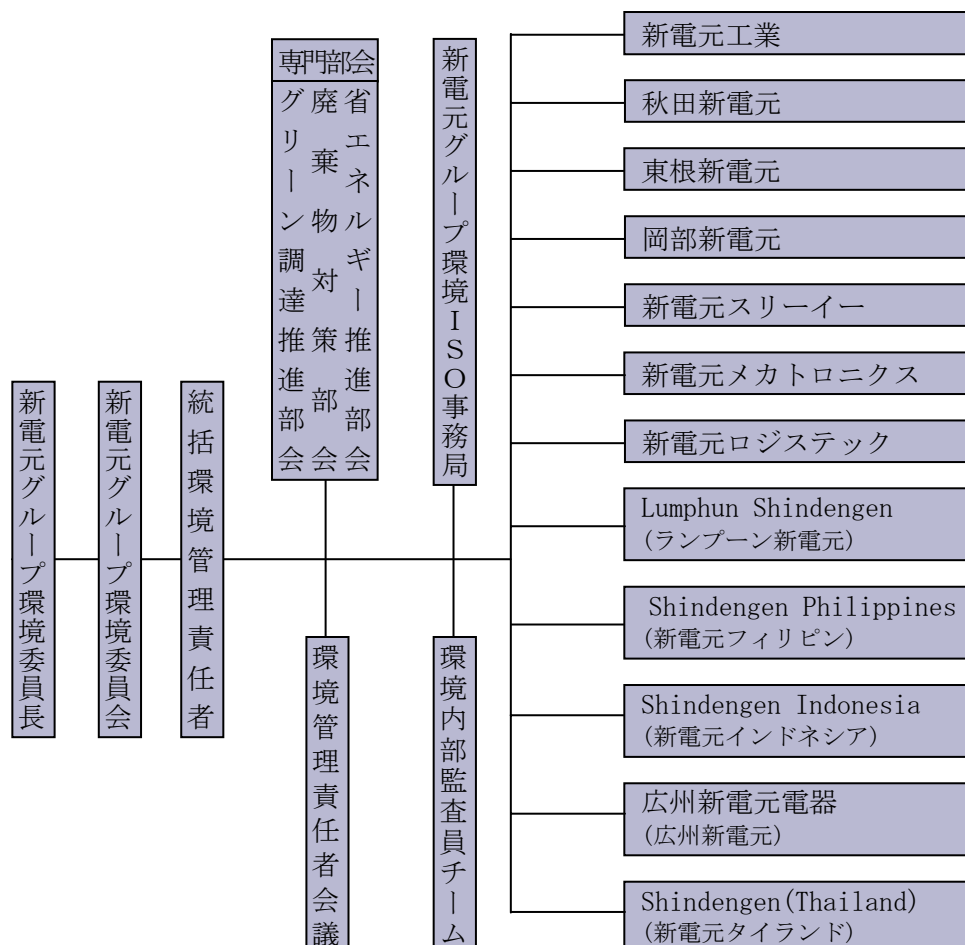 新電元グループ環境委員長
新電元グループ環境委員会
統括環境管理責任者
専門部会
省エネルギー推進部会
廃棄物対策部会
グリーン調達推進部会
新電元グループ環境ISO事務局
環境管理責任者会議
環境内部監査員チーム
新電元工業
秋田新電元
東根新電元
岡部新電元
新電元スリーイー
新電元メカトロニクス
新電元ロジステック
Lumphun Shindengen
(ランプーン新電元)
Shindengen Philippines
(新電元フィリピン)
Shindengen Indonesia
(新電元インドネシア)
広州新電元電器
(広州新電元)
Shindengen(Thailand)
(新電元タイランド)